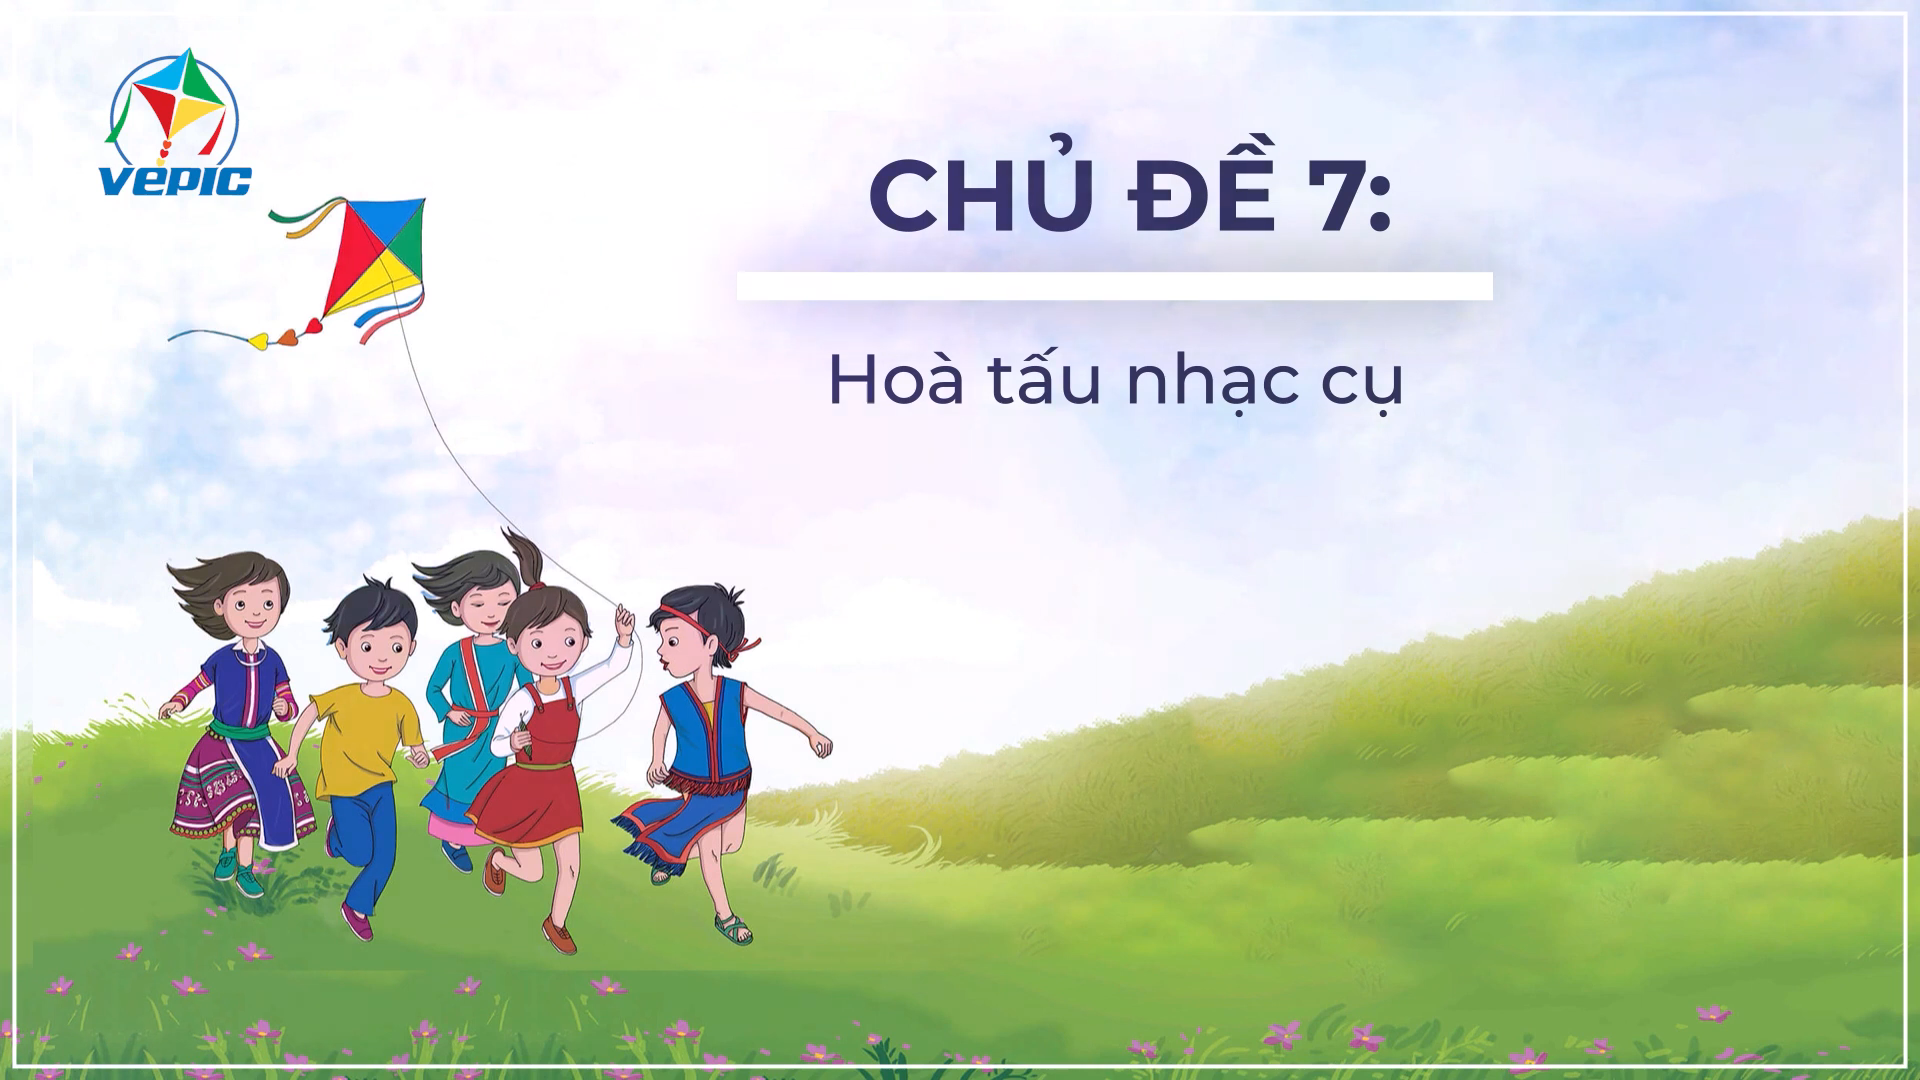 VEPIC
CHỦ ĐỀ 7:
Hoà tấu nhạc cụ